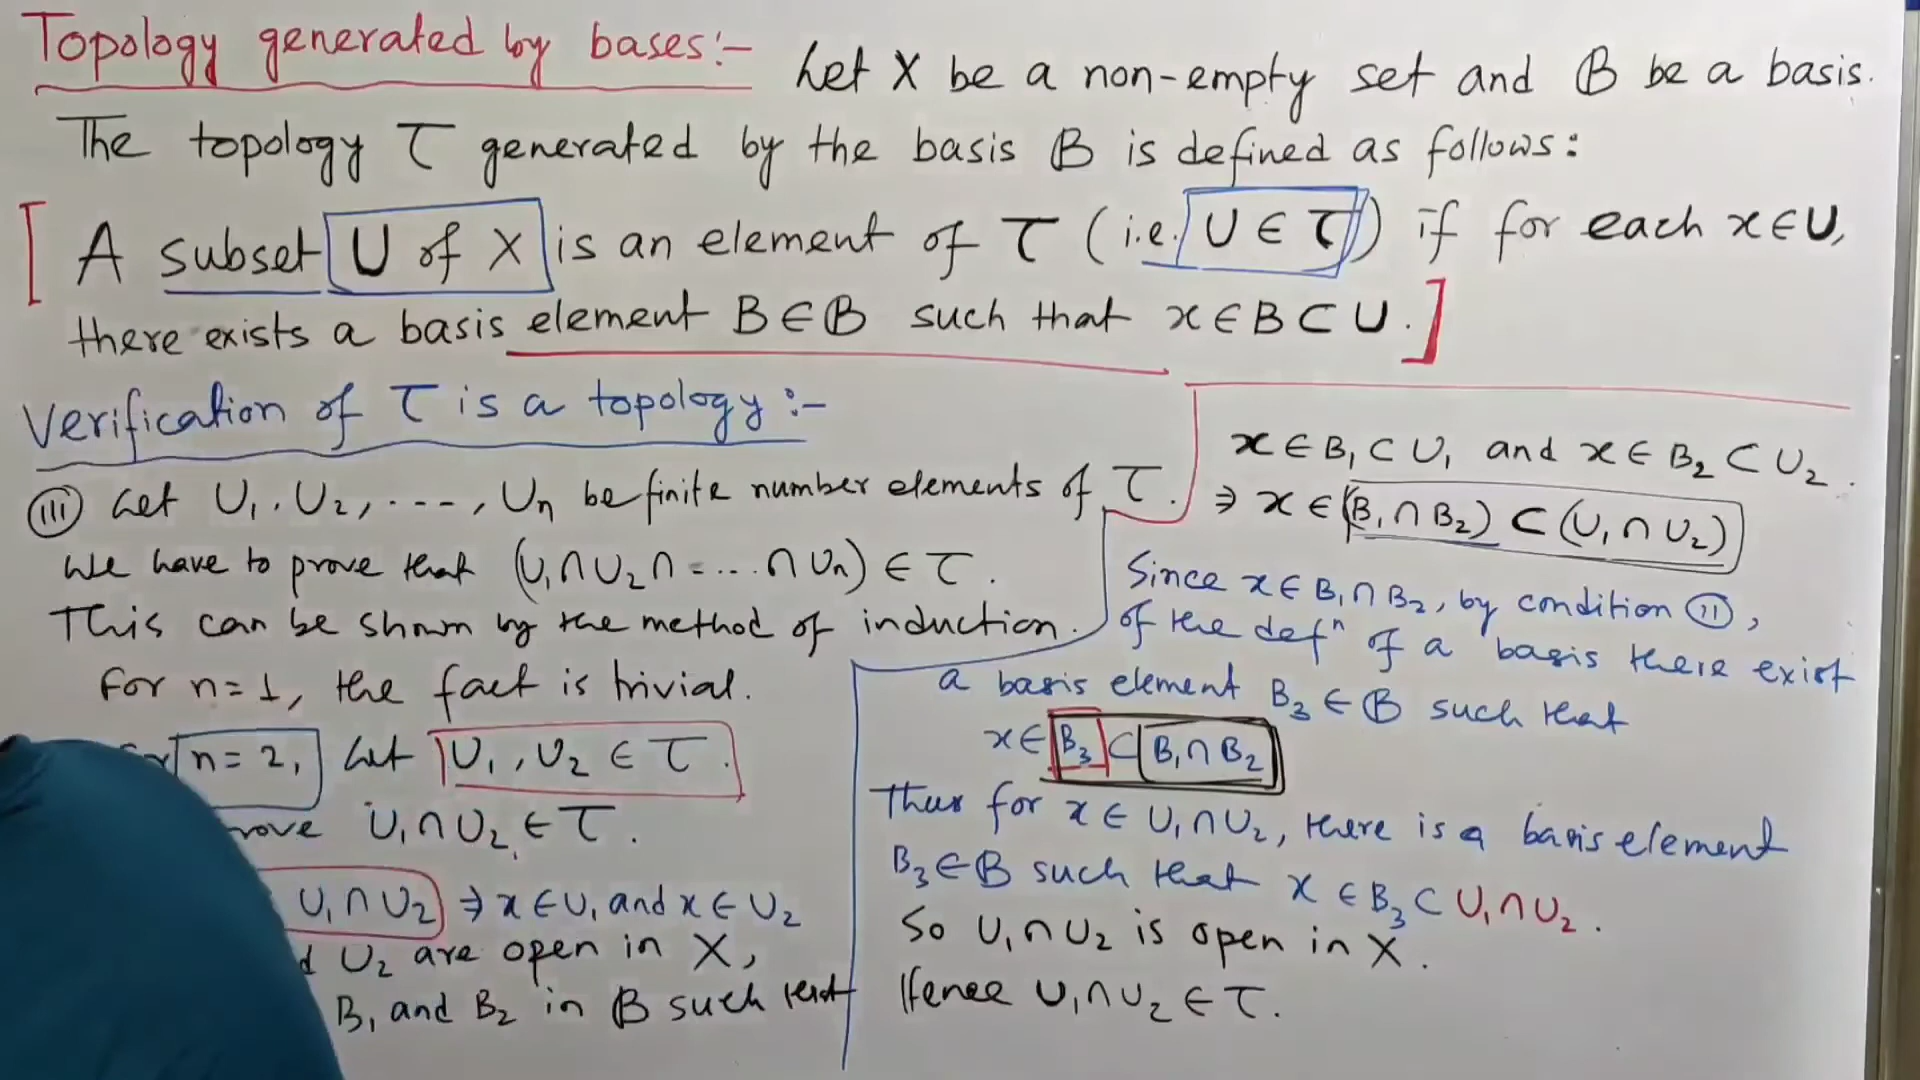 Topology generated by bases:- Let X be a non-empty set and B be a basis.
The topology τ generated by the basis B is defined as follows:
[A subset U of X is an element of τ (i.e. U ∈ τ) if for each x∈U,
there exists a basis element B∈B such that x∈B⊂U.]
Verification of τ is a topology:-
(III) Let U₁, U₂, ----, Uₙ be finite number elements of τ.
We have to prove that (U₁∩U₂∩----∩Uₙ) ∈ τ.
This can be shown by the method of induction.
For n=1, the fact is trivial.
n=2, Let U₁, U₂ ∈ τ.
U₁∩U₂ ∈ τ.
U₁∩U₂ ⇒ x∈U₁ and x∈U₂
U₂ are open in X,
B₁ and B₂ in B such that
x∈B₁⊂U₁ and x∈B₂⊂U₂.
⇒ x∈(B₁∩B₂)⊂(U₁∩U₂)
Since x∈B₁∩B₂, by condition (II),
of the defⁿ of a basis there exist
a basis element B₃∈B such that
x∈B₃⊂B₁∩B₂
Thus for x∈U₁∩U₂, there is a basis element
B₃∈B such that x∈B₃⊂U₁∩U₂.
So U₁∩U₂ is open in X.
Hence U₁∩U₂∈τ.